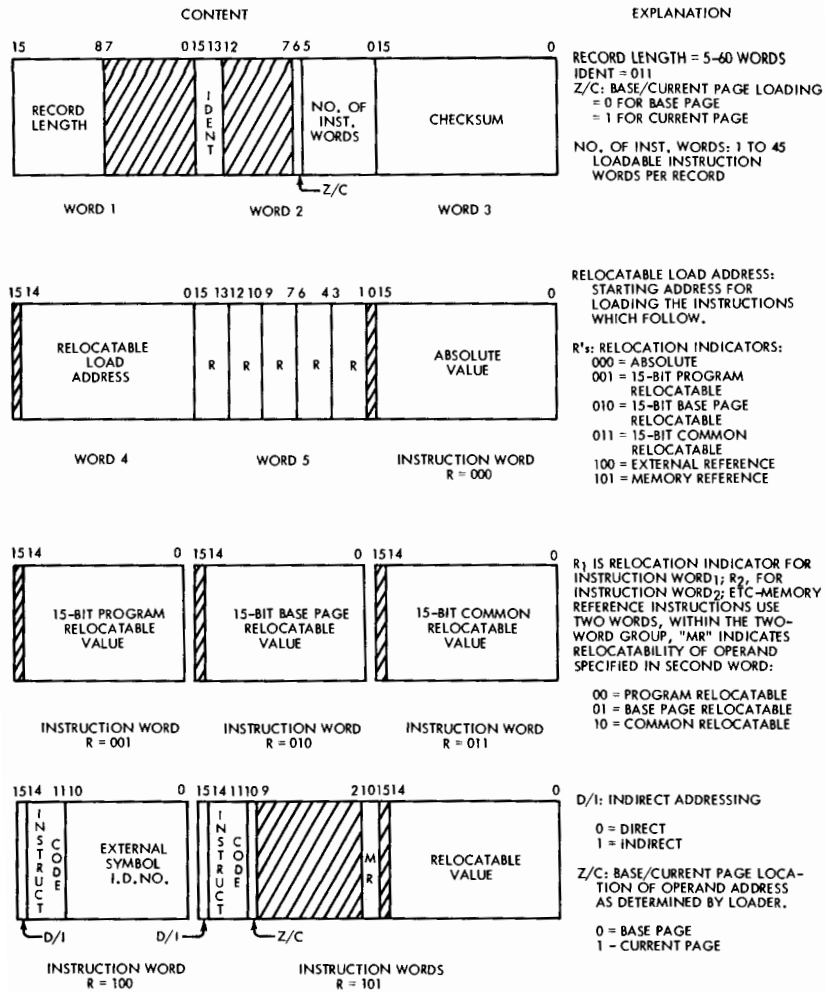 CONTENT
EXPLANATION
15 8 7 0 15 13 12 7 6 5 0 15 0
RECORD LENGTH
IDENT
NO. OF INST. WORDS
CHECKSUM
Z/C
WORD 1 WORD 2 WORD 3
RECORD LENGTH = 5-60 WORDS
IDENT = 011
Z/C: BASE/CURRENT PAGE LOADING
= 0 FOR BASE PAGE
= 1 FOR CURRENT PAGE
NO. OF INST. WORDS: 1 TO 45
LOADABLE INSTRUCTION
WORDS PER RECORD
15 14 0 15 13 12 10 9 7 6 4 3 1 0 15 0
RELOCATABLE LOAD ADDRESS
R R R R R
ABSOLUTE VALUE
WORD 4 WORD 5 INSTRUCTION WORD
R = 000
RELOCATABLE LOAD ADDRESS:
STARTING ADDRESS FOR
LOADING THE INSTRUCTIONS
WHICH FOLLOW.
R's: RELOCATION INDICATORS:
000 = ABSOLUTE
001 = 15-BIT PROGRAM
RELOCATABLE
010 = 15-BIT BASE PAGE
RELOCATABLE
011 = 15-BIT COMMON
RELOCATABLE
100 = EXTERNAL REFERENCE
101 = MEMORY REFERENCE
15 14 0 15 14 0 15 14 0
15-BIT PROGRAM RELOCATABLE VALUE
15-BIT BASE PAGE RELOCATABLE VALUE
15-BIT COMMON RELOCATABLE VALUE
INSTRUCTION WORD
R = 001
INSTRUCTION WORD
R = 010
INSTRUCTION WORD
R = 011
R1 IS RELOCATION INDICATOR FOR
INSTRUCTION WORD1; R2, FOR
INSTRUCTION WORD2; ETC-MEMORY
REFERENCE INSTRUCTIONS USE
TWO WORDS, WITHIN THE TWO-
WORD GROUP, "MR" INDICATES
RELOCATABILITY OF OPERAND
SPECIFIED IN SECOND WORD:
00 = PROGRAM RELOCATABLE
01 = BASE PAGE RELOCATABLE
10 = COMMON RELOCATABLE
15 14 11 10 0 15 14 11 10 9 2 1 0 15 14 0
INSTRUCT CODE
EXTERNAL SYMBOL I.D.NO.
INSTRUCT CODE
MR
RELOCATABLE VALUE
D/I D/I Z/C
INSTRUCTION WORD
R = 100
INSTRUCTION WORDS
R = 101
D/I: INDIRECT ADDRESSING
0 = DIRECT
1 = INDIRECT
Z/C: BASE/CURRENT PAGE LOCA-
TION OF OPERAND ADDRESS
AS DETERMINED BY LOADER.
0 = BASE PAGE
1 - CURRENT PAGE